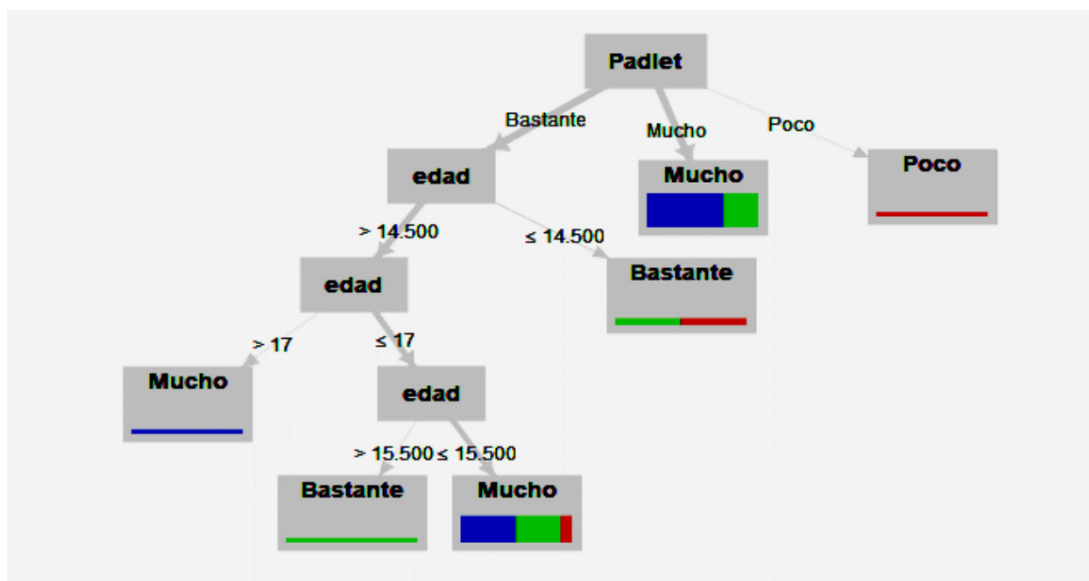 Padlet
Bastante
Mucho
Poco
edad
Mucho
Poco
> 14.500
≤ 14.500
edad
Bastante
> 17
≤ 17
Mucho
edad
> 15.500
≤ 15.500
Bastante
Mucho